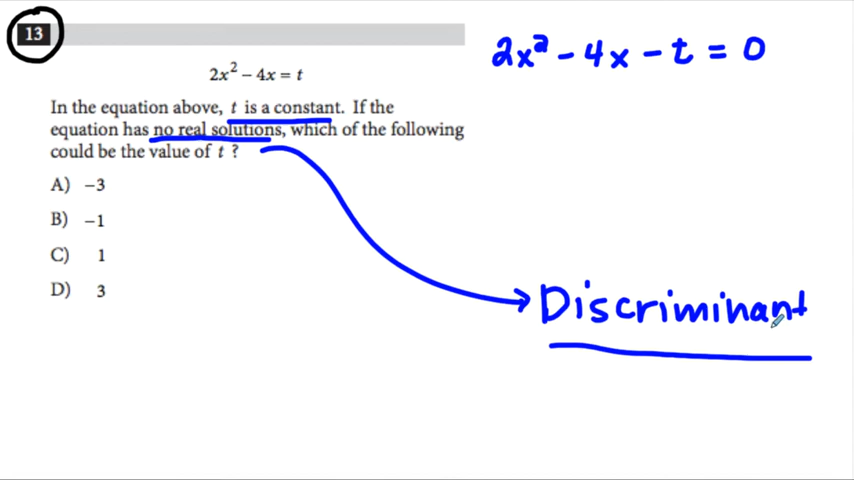 13
2x² − 4x = t
2x² − 4x − t = 0
In the equation above, t is a constant. If the
equation has no real solutions, which of the following
could be the value of t ?
A) −3
B) −1
C) 1
D) 3
Discriminant